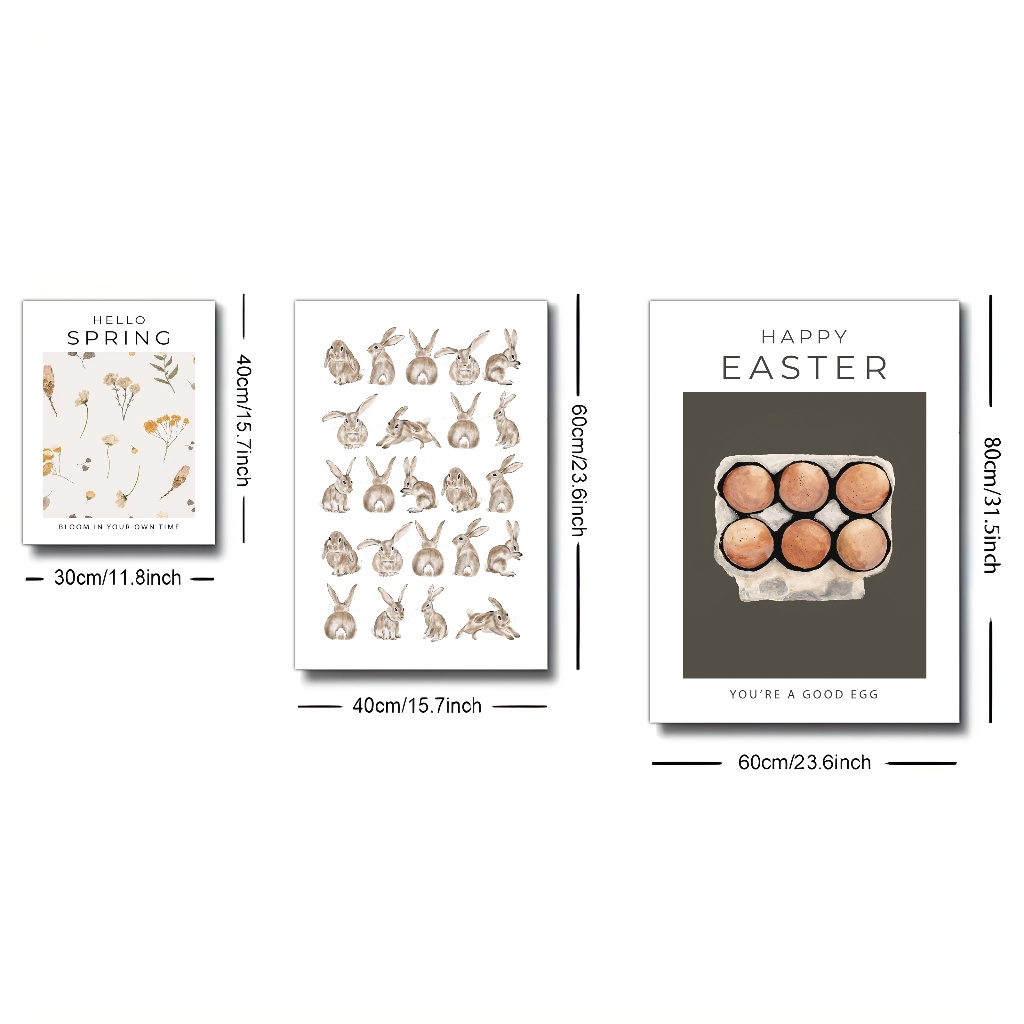 HELLO
SPRING
BLOOM IN YOUR OWN TIME
40cm/15.7inch
30cm/11.8inch
60cm/23.6inch
40cm/15.7inch
HAPPY
EASTER
YOU'RE A GOOD EGG
80cm/31.5inch
60cm/23.6inch